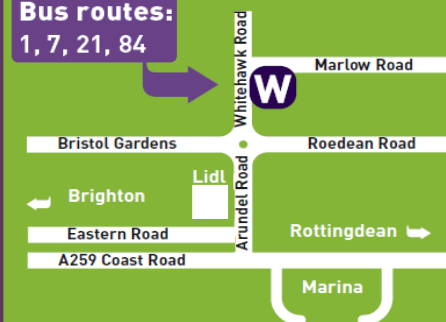 Bus routes:
1, 7, 21, 84
Whitehawk Road
Marlow Road
W
Bristol Gardens
Roedean Road
Lidl
Arundel Road
Brighton
Eastern Road
Rottingdean
A259 Coast Road
Marina